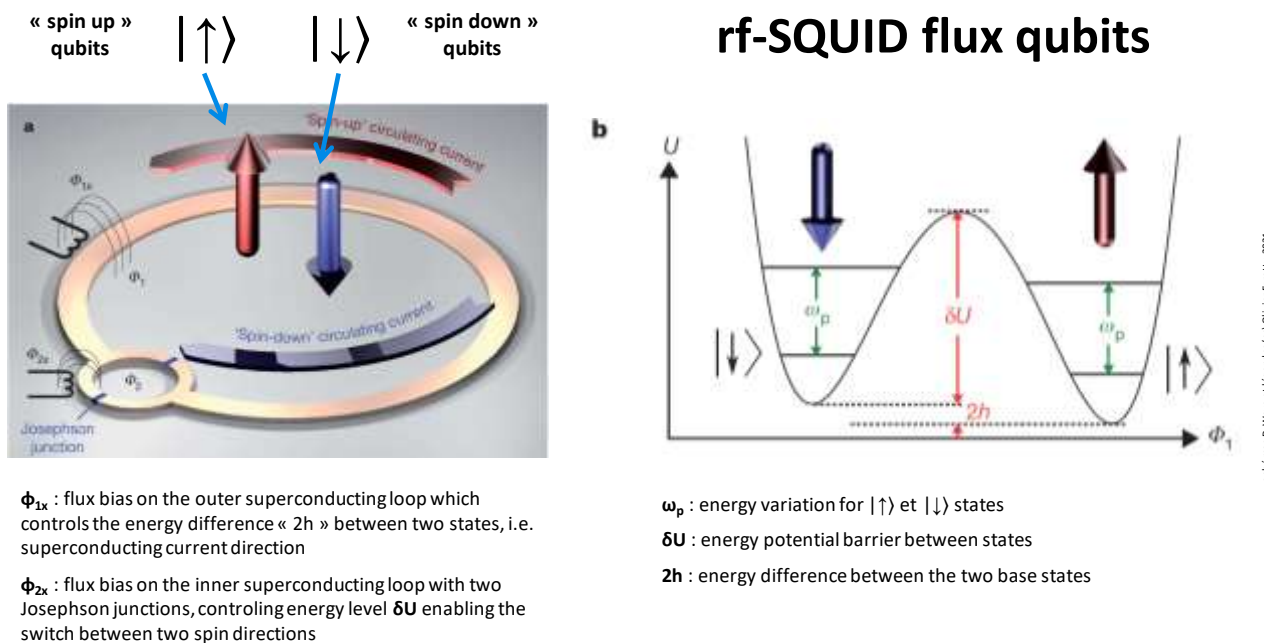 « spin up »
qubits
|↑⟩
|↓⟩
« spin down »
qubits
rf-SQUID flux qubits
a
'Spin-up' circulating current
Φ1x
Φ1
'Spin-down' circulating current
Φ2x
Φ2
Josephson
junction
b
U
ωp
δU
ωp
|↓⟩
|↑⟩
2h
Φ1
ϕ1x : flux bias on the outer superconducting loop which
controls the energy difference « 2h » between two states, i.e.
superconducting current direction
ϕ2x : flux bias on the inner superconducting loop with two
Josephson junctions, controling energy level δU enabling the
switch between two spin directions
ωp : energy variation for |↑⟩ et |↓⟩ states
δU : energy potential barrier between states
2h : energy difference between the two base states